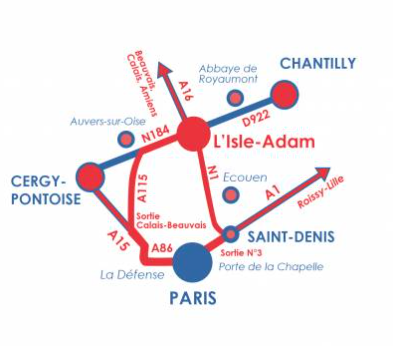 Beauvais,
Calais, Amiens
A16
Abbaye de
Royaumont
CHANTILLY
Auvers-sur-Oise
N184
D922
L'Isle-Adam
CERGY-
PONTOISE
A115
N1
Ecouen
A1
Roissy-Lille
Sortie
Calais-Beauvais
A15
A86
SAINT-DENIS
Sortie N°3
La Défense
Porte de la Chapelle
PARIS